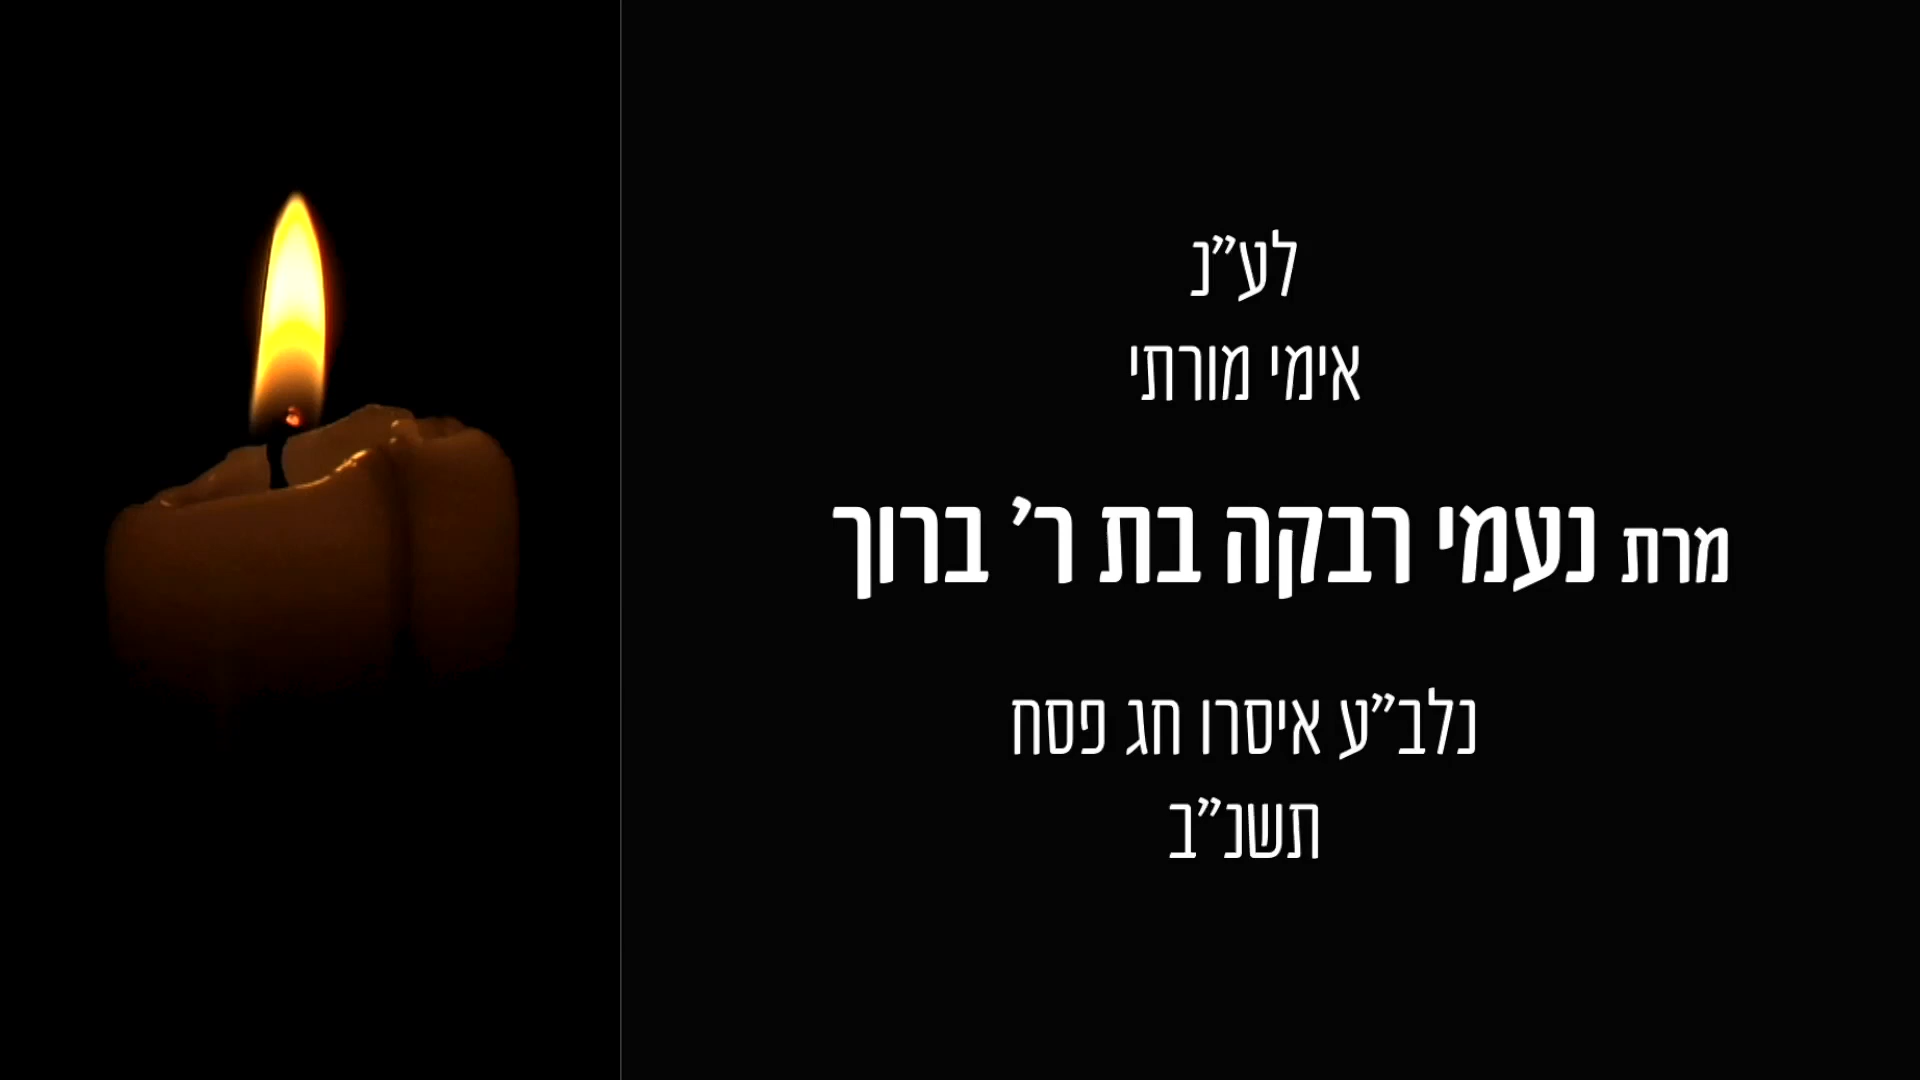 לע”נ
אימי מורתי
מרת נעמי רבקה בת ר’ ברוך
נלב”ע איסרו חג פסח
תשנ”ב